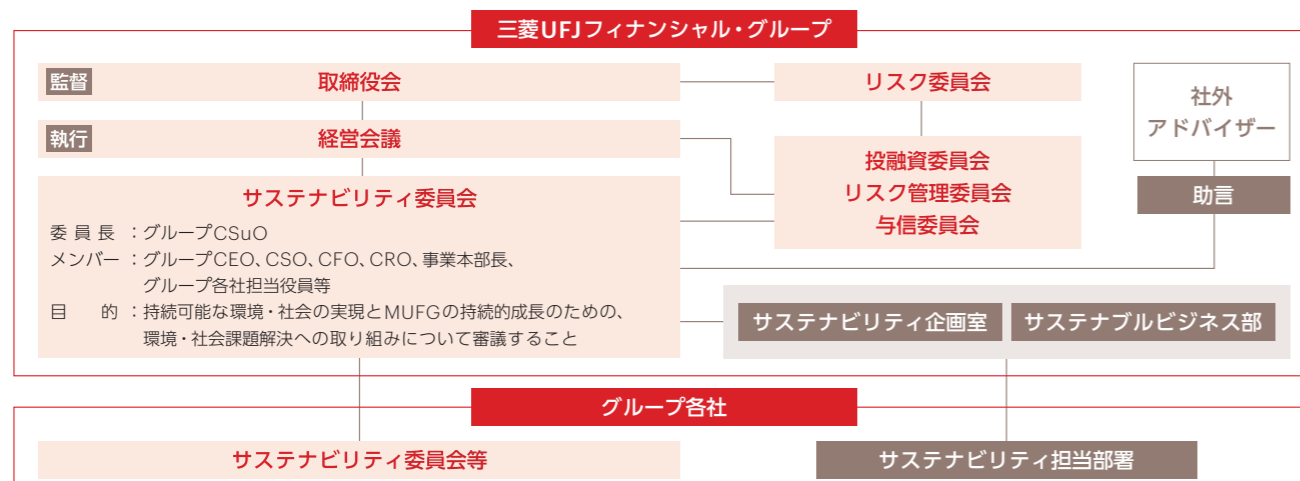 三菱UFJフィナンシャル・グループ
監督
取締役会
リスク委員会
社外
アドバイザー
執行
経営会議
投融資委員会
リスク管理委員会
与信委員会
助言
サステナビリティ委員会
委員長：グループCSuO
メンバー：グループCEO、CSO、CFO、CRO、事業本部長、
グループ各社担当役員等
目的：持続可能な環境・社会の実現とMUFGの持続的成長のための、
環境・社会課題解決への取り組みについて審議すること
サステナビリティ企画室
サステナブルビジネス部
グループ各社
サステナビリティ委員会等
サステナビリティ担当部署